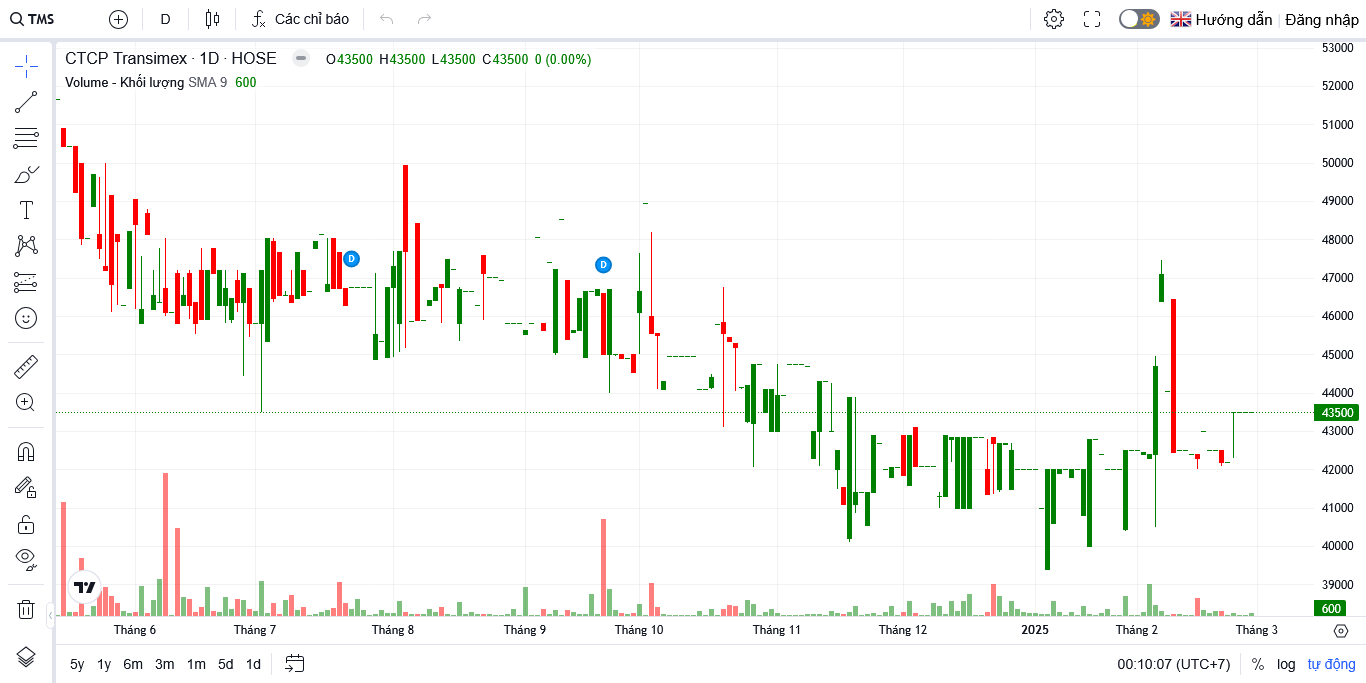 TMS D Các chỉ báo Hướng dẫn Đăng nhập
CTCP Transimex · 1D · HOSE O43500 H43500 L43500 C43500 0 (0.00%)
Volume - Khối lượng SMA 9 600
53000
52000
51000
50000
49000
48000
47000
46000
45000
44000
43500
43000
42000
41000
40000
39000
600
D
D
Tháng 6 Tháng 7 Tháng 8 Tháng 9 Tháng 10 Tháng 11 Tháng 12 2025 Tháng 2 Tháng 3
5y 1y 6m 3m 1m 5d 1d 00:10:07 (UTC+7) % log tự động